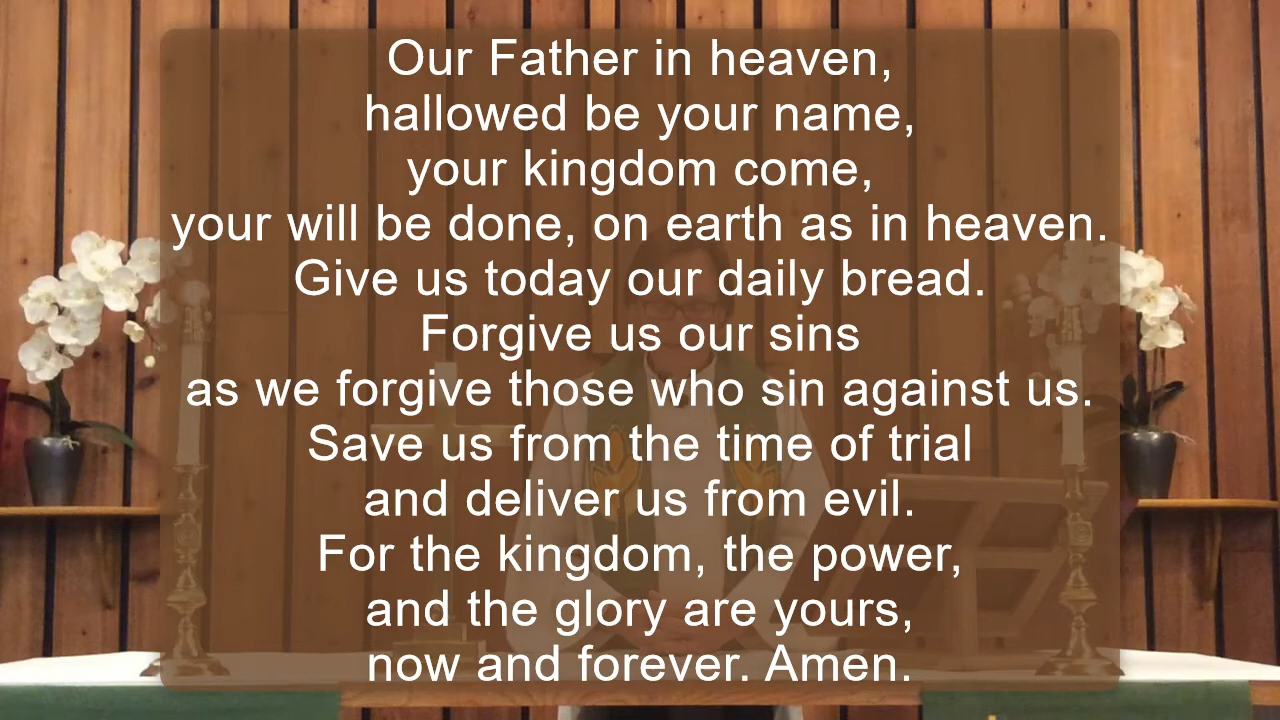 Our Father in heaven,
hallowed be your name,
your kingdom come,
your will be done, on earth as in heaven.
Give us today our daily bread.
Forgive us our sins
as we forgive those who sin against us.
Save us from the time of trial
and deliver us from evil.
For the kingdom, the power,
and the glory are yours,
now and forever. Amen.